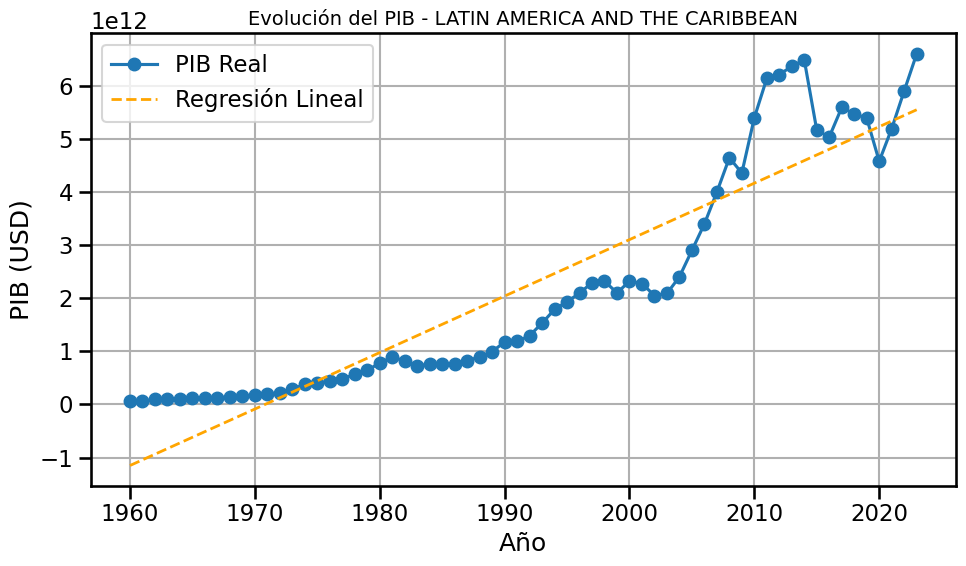 Evolución del PIB - LATIN AMERICA AND THE CARIBBEAN
1e12
PIB Real
Regresión Lineal
PIB (USD)
6
5
4
3
2
1
0
−1
1960 1970 1980 1990 2000 2010 2020
Año